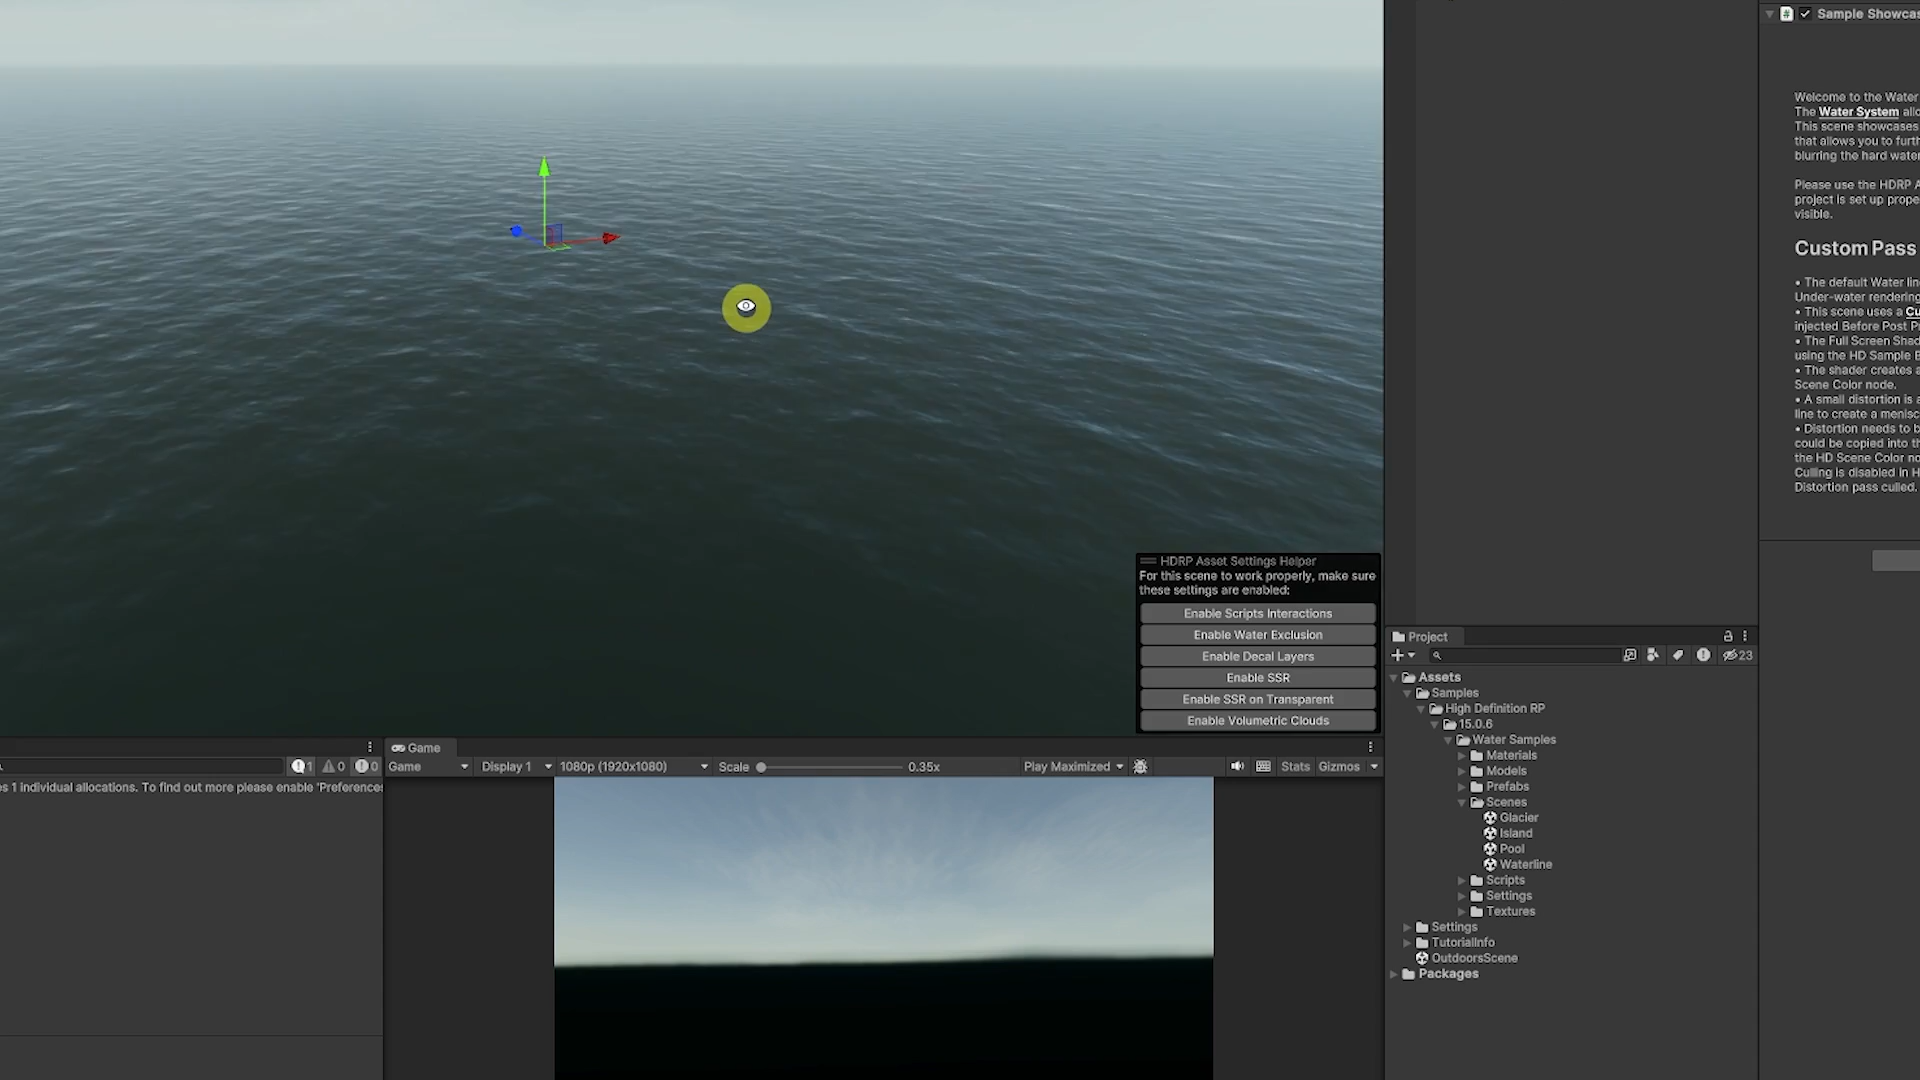 Sample Showcas
Welcome to the Water
The Water System allo
This scene showcases
that allows you to furth
blurring the hard water
Please use the HDRP A
project is set up prope
visible.
Custom Pass
• The default Water line
Under-water rendering
• This scene uses a Cu
injected Before Post Pr
• The Full Screen Shad
using the HD Sample B
• The shader creates a
Scene Color node.
• A small distortion is a
line to create a menisc
• Distortion needs to b
could be copied into th
the HD Scene Color no
Culling is disabled in H
Distortion pass culled.
HDRP Asset Settings Helper
For this scene to work properly, make sure
these settings are enabled:
Enable Scripts Interactions
Enable Water Exclusion
Enable Decal Layers
Enable SSR
Enable SSR on Transparent
Enable Volumetric Clouds
Project
23
Assets
Samples
High Definition RP
15.0.6
Water Samples
Materials
Models
Prefabs
Scenes
Glacier
Island
Pool
Waterline
Scripts
Settings
Textures
Settings
TutorialInfo
OutdoorsScene
Packages
1 0 0
es 1 individual allocations. To find out more please enable 'Preferences
Game
Game Display 1 1080p (1920x1080) Scale 0.35x Play Maximized Stats Gizmos